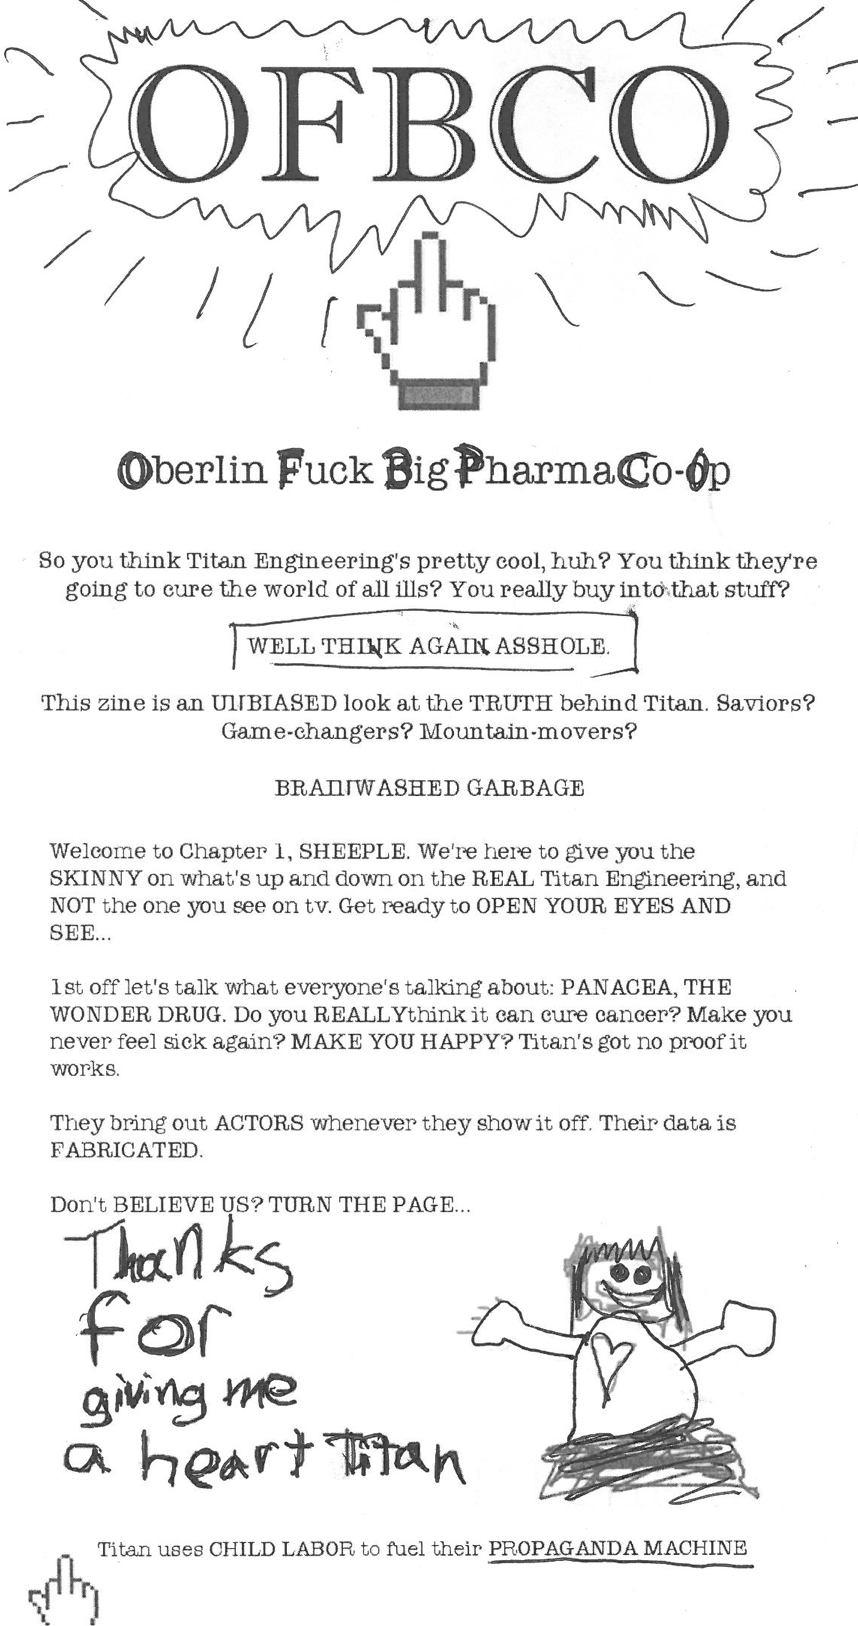 OFBCO
Oberlin Fuck Big Pharma Co-Op
So you think Titan Engineering's pretty cool, huh? You think they're
going to cure the world of all ills? You really buy into that stuff?
WELL THINK AGAIN ASSHOLE.
This zine is an UNBIASED look at the TRUTH behind Titan. Saviors?
Game-changers? Mountain-movers?
BRAINWASHED GARBAGE
Welcome to Chapter 1, SHEEPLE. We're here to give you the
SKINNY on what's up and down on the REAL Titan Engineering, and
NOT the one you see on tv. Get ready to OPEN YOUR EYES AND
SEE...
1st off let's talk what everyone's talking about: PANACEA, THE
WONDER DRUG. Do you REALLYthink it can cure cancer? Make you
never feel sick again? MAKE YOU HAPPY? Titan's got no proof it
works.
They bring out ACTORS whenever they show it off. Their data is
FABRICATED.
Don't BELIEVE US? TURN THE PAGE...
Thanks
for
giving me
a heart Titan
Titan uses CHILD LABOR to fuel their PROPAGANDA MACHINE